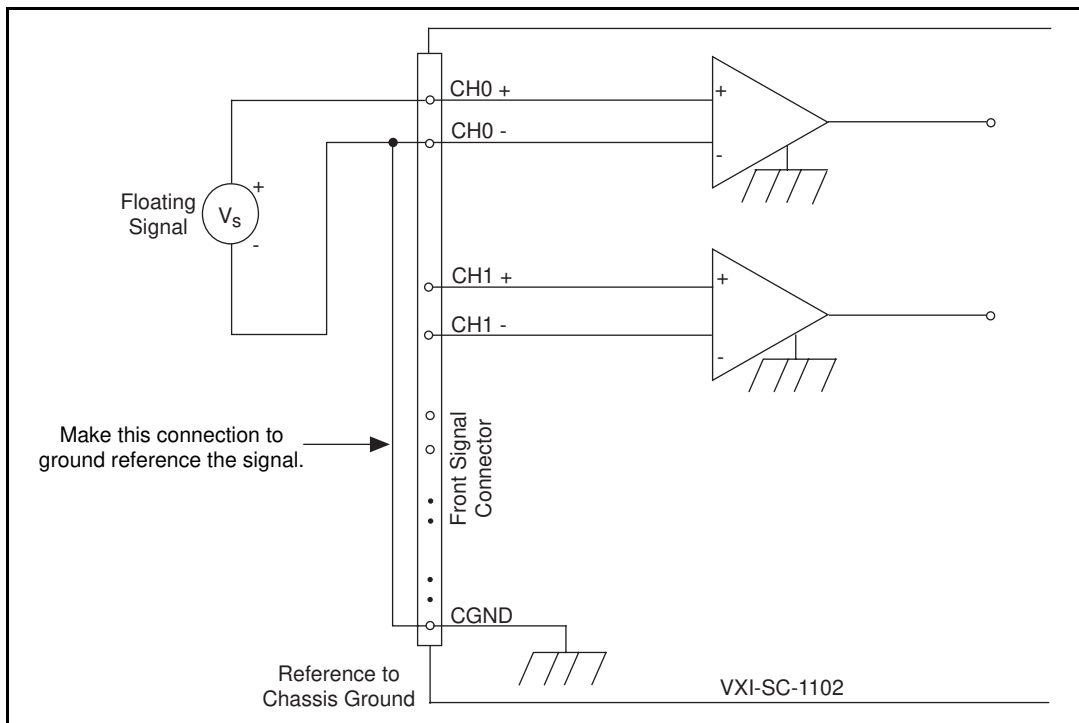 CH0 +
CH0 -
+
-
Floating
Signal
VS
+
-
CH1 +
CH1 -
+
-
Make this connection to
ground reference the signal.
Front Signal
Connector
CGND
Reference to
Chassis Ground
VXI-SC-1102